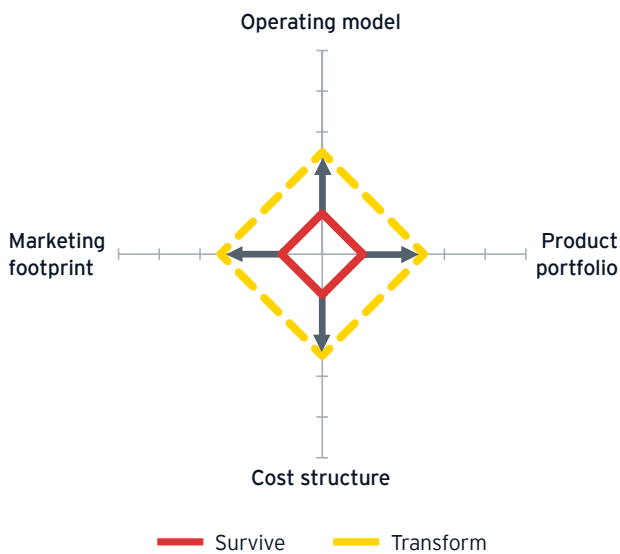 Operating model
Marketing
footprint
Product
portfolio
Cost structure
Survive
Transform